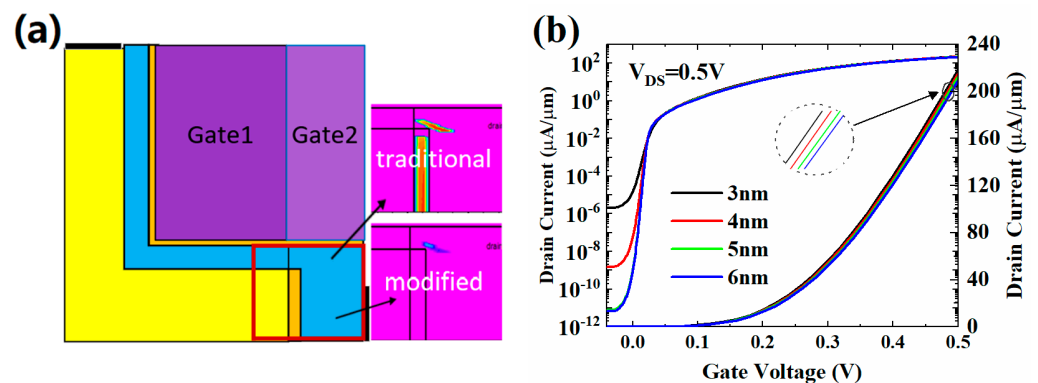 (a)
Gate1
Gate2
drain
traditional
drain
modified
(b)
V_DS=0.5V
3nm
4nm
5nm
6nm
Drain Current (μA/μm)
10^2
10^0
10^-2
10^-4
10^-6
10^-8
10^-10
10^-12
0.0
0.1
0.2
0.3
0.4
0.5
Gate Voltage (V)
240
200
160
120
80
40
0
Drain Current (μA/μm)